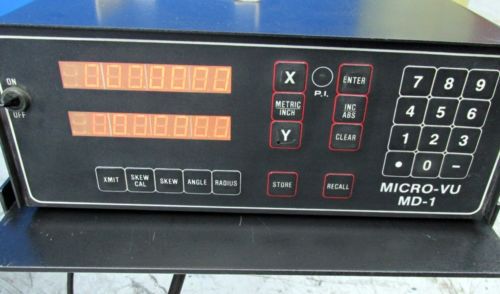 ON
OFF
X
P.I.
ENTER
METRIC
INCH
INC
ABS
Y
CLEAR
XMIT
SKEW
CAL
SKEW
ANGLE
RADIUS
STORE
RECALL
7 8 9
4 5 6
1 2 3
• 0 –
MICRO-VU
MD-1